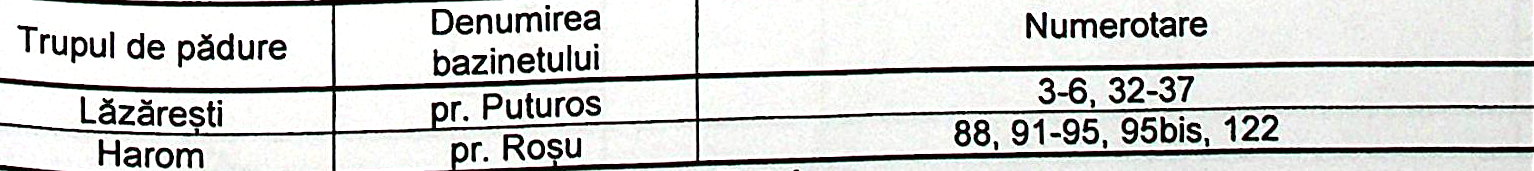 Trupul de pădure | Denumirea bazinetului | Numerotare
Lăzărești | pr. Puturos | 3-6, 32-37
Harom | pr. Roșu | 88, 91-95, 95bis, 122